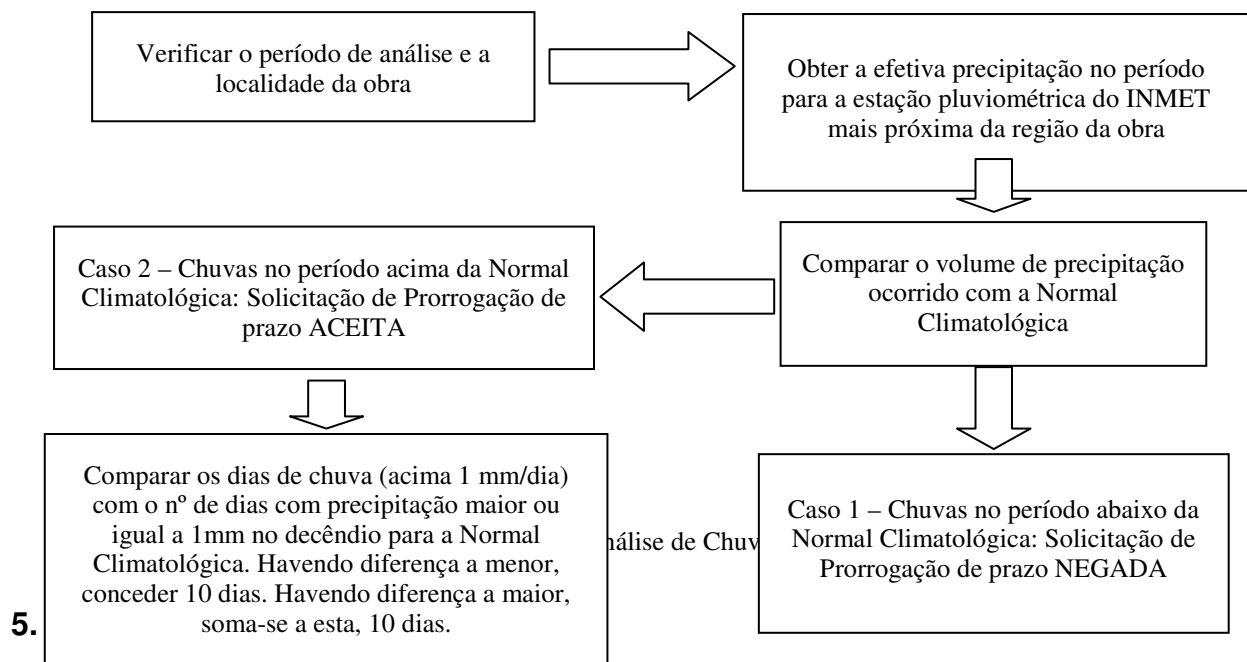 Verificar o período de análise e a
localidade da obra
Obter a efetiva precipitação no período
para a estação pluviométrica do INMET
mais próxima da região da obra
Caso 2 – Chuvas no período acima da Normal
Climatológica: Solicitação de Prorrogação de
prazo ACEITA
Comparar o volume de precipitação
ocorrido com a Normal
Climatológica
Comparar os dias de chuva (acima 1 mm/dia)
com o nº de dias com precipitação maior ou
igual a 1mm no decêndio para a Normal
Climatológica. Havendo diferença a menor,
conceder 10 dias. Havendo diferença a maior,
soma-se a esta, 10 dias.
de
Caso 1 – Chuvas no período abaixo da
Normal Climatológica: Solicitação de
Prorrogação de prazo NEGADA
5.